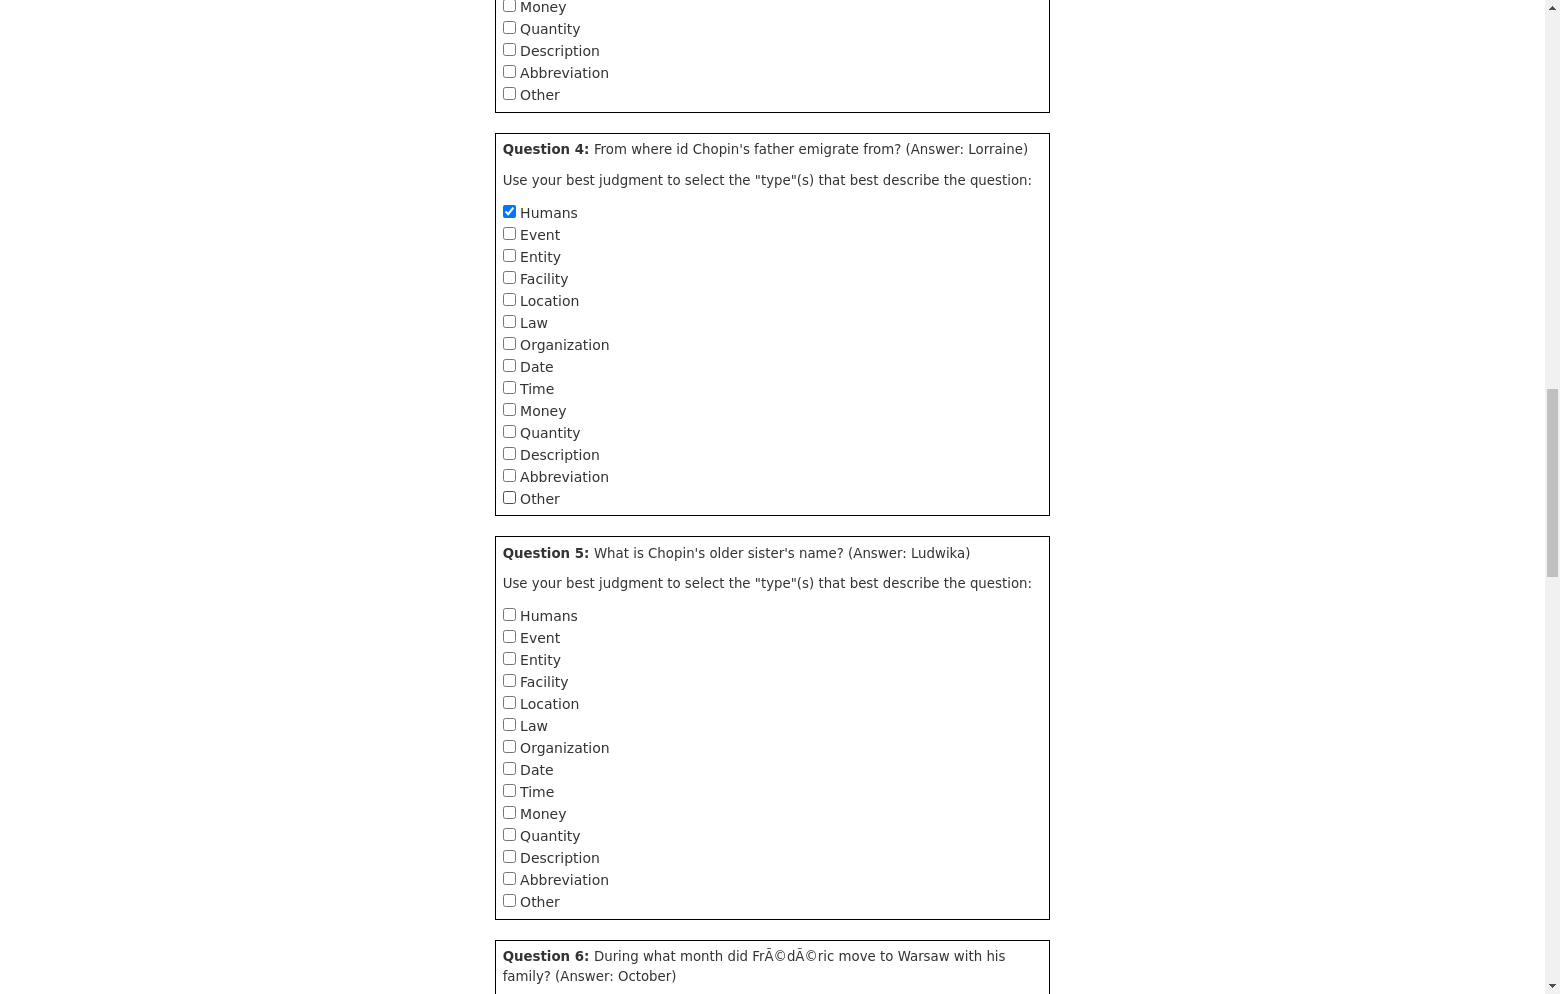 Money
Quantity
Description
Abbreviation
Other
Question 4: From where id Chopin's father emigrate from? (Answer: Lorraine)
Use your best judgment to select the "type"(s) that best describe the question:
Humans
Event
Entity
Facility
Location
Law
Organization
Date
Time
Money
Quantity
Description
Abbreviation
Other
Question 5: What is Chopin's older sister's name? (Answer: Ludwika)
Use your best judgment to select the "type"(s) that best describe the question:
Humans
Event
Entity
Facility
Location
Law
Organization
Date
Time
Money
Quantity
Description
Abbreviation
Other
Question 6: During what month did FrÃ©dÃ©ric move to Warsaw with his
family? (Answer: October)